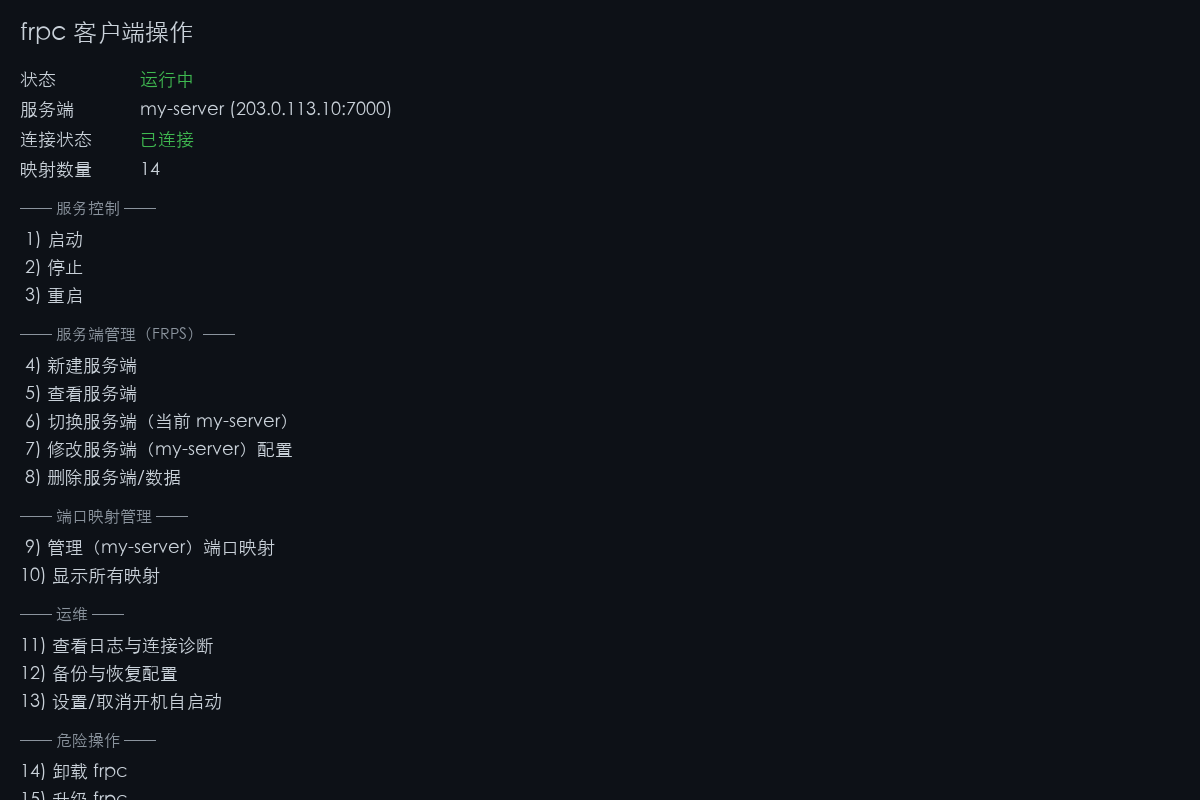 frpc 客户端操作
状态 运行中
服务端 my-server (203.0.113.10:7000)
连接状态 已连接
映射数量 14
—— 服务控制 ——
1) 启动
2) 停止
3) 重启
—— 服务端管理（FRPS）——
4) 新建服务端
5) 查看服务端
6) 切换服务端（当前 my-server）
7) 修改服务端（my-server）配置
8) 删除服务端/数据
—— 端口映射管理 ——
9) 管理（my-server）端口映射
10) 显示所有映射
—— 运维 ——
11) 查看日志与连接诊断
12) 备份与恢复配置
13) 设置/取消开机自启动
—— 危险操作 ——
14) 卸载 frpc
15) 升级 frpc